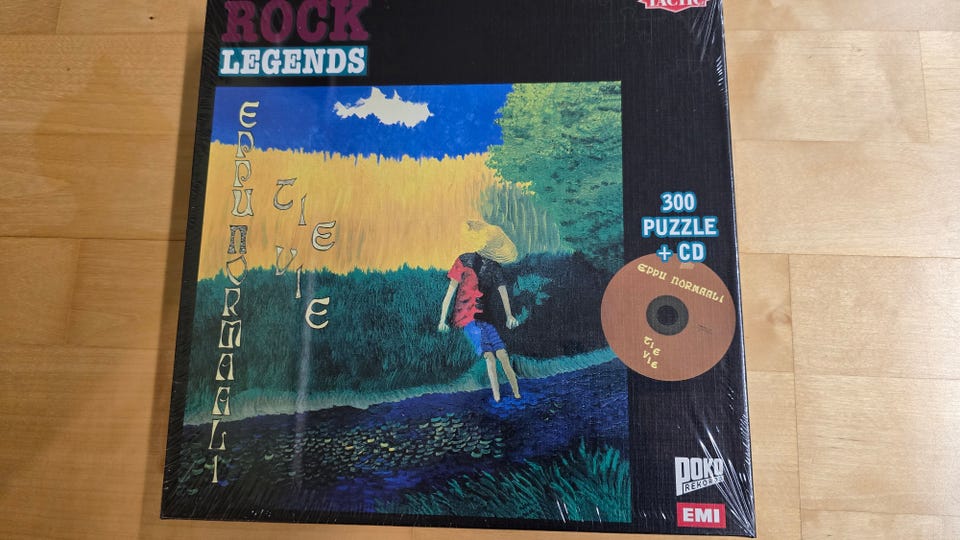 ROCK
LEGENDS
TACTIC
EPPU NORMAALI
TIE
VIE
300
PUZZLE
+ CD
EPPU NORMAALI
TIE
VIE
POKO
REKORDS
EMI